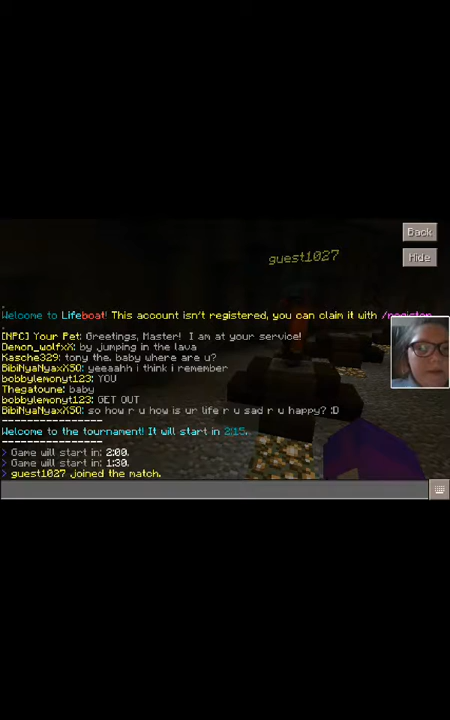 Back
guest1027
Hide
Welcome to Lifeboat! This account isn't registered, you can claim it with /register
[NPC] Your Pet: Greetings, Master! I am at your service!
Demon_wolfxX: by jumping in the lava
Kasche329: tony the. baby where are u?
BibiNyaNyaxX50: yeeaahh i think i remember
bobbylemonyt123: YOU
Thegatoune: baby
bobbylemonyt123: GET OUT
BibiNyaNyaxX50: so how r u how is ur life r u sad r u happy? :D
----------------
Welcome to the tournament! It will start in 2:15.
----------------
> Game will start in: 2:00.
> Game will start in: 1:30.
> guest1027 joined the match.